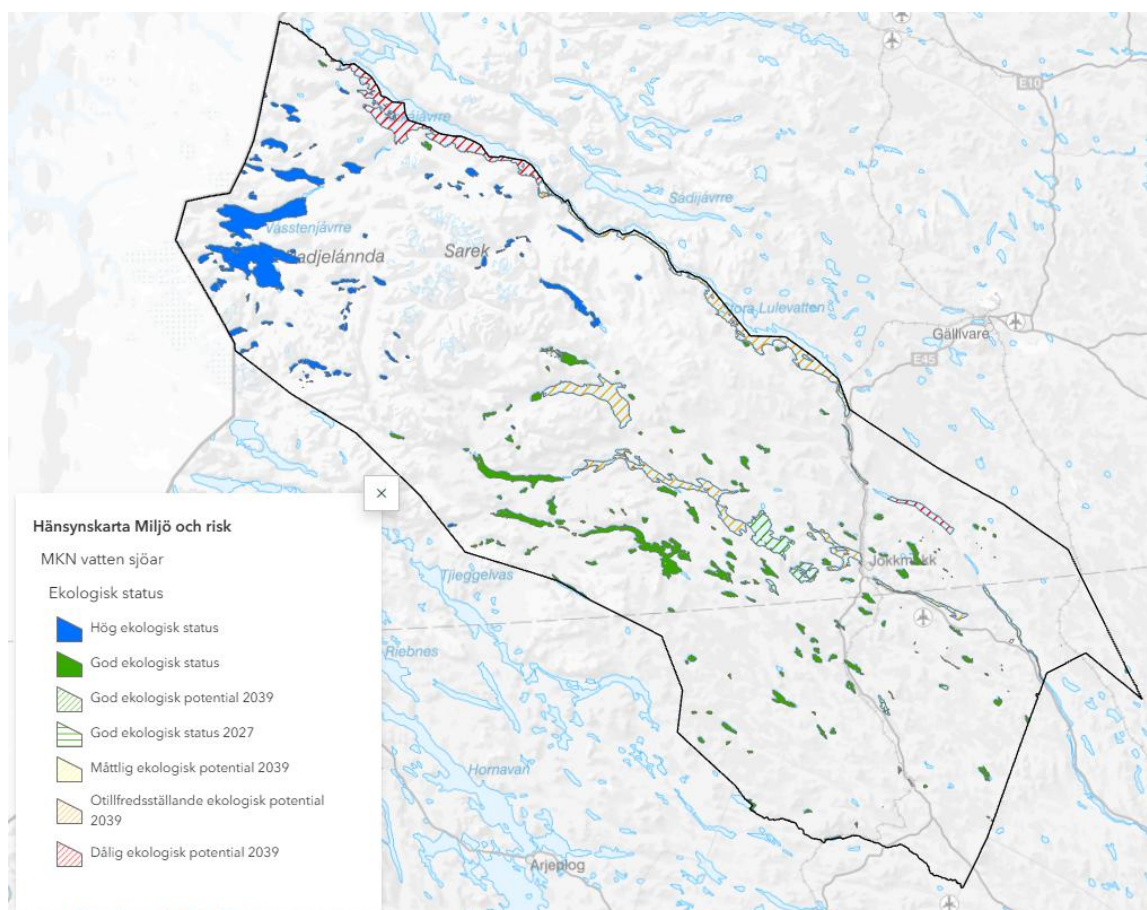 E10
Sádijávrre
Vásstenjávrre
Sarek
Stora Lulevatten
Gällivare
E45
Hänsynskarta Miljö och risk
MKN vatten sjöar
Ekologisk status
Hög ekologisk status
God ekologisk status
God ekologisk potential 2039
God ekologisk status 2027
Måttlig ekologisk potential 2039
Otillfredsställande ekologisk potential
2039
Dålig ekologisk potential 2039
Jokkmokk
Tjieggelvas
Riebnes
Hornavan
Arjeplog